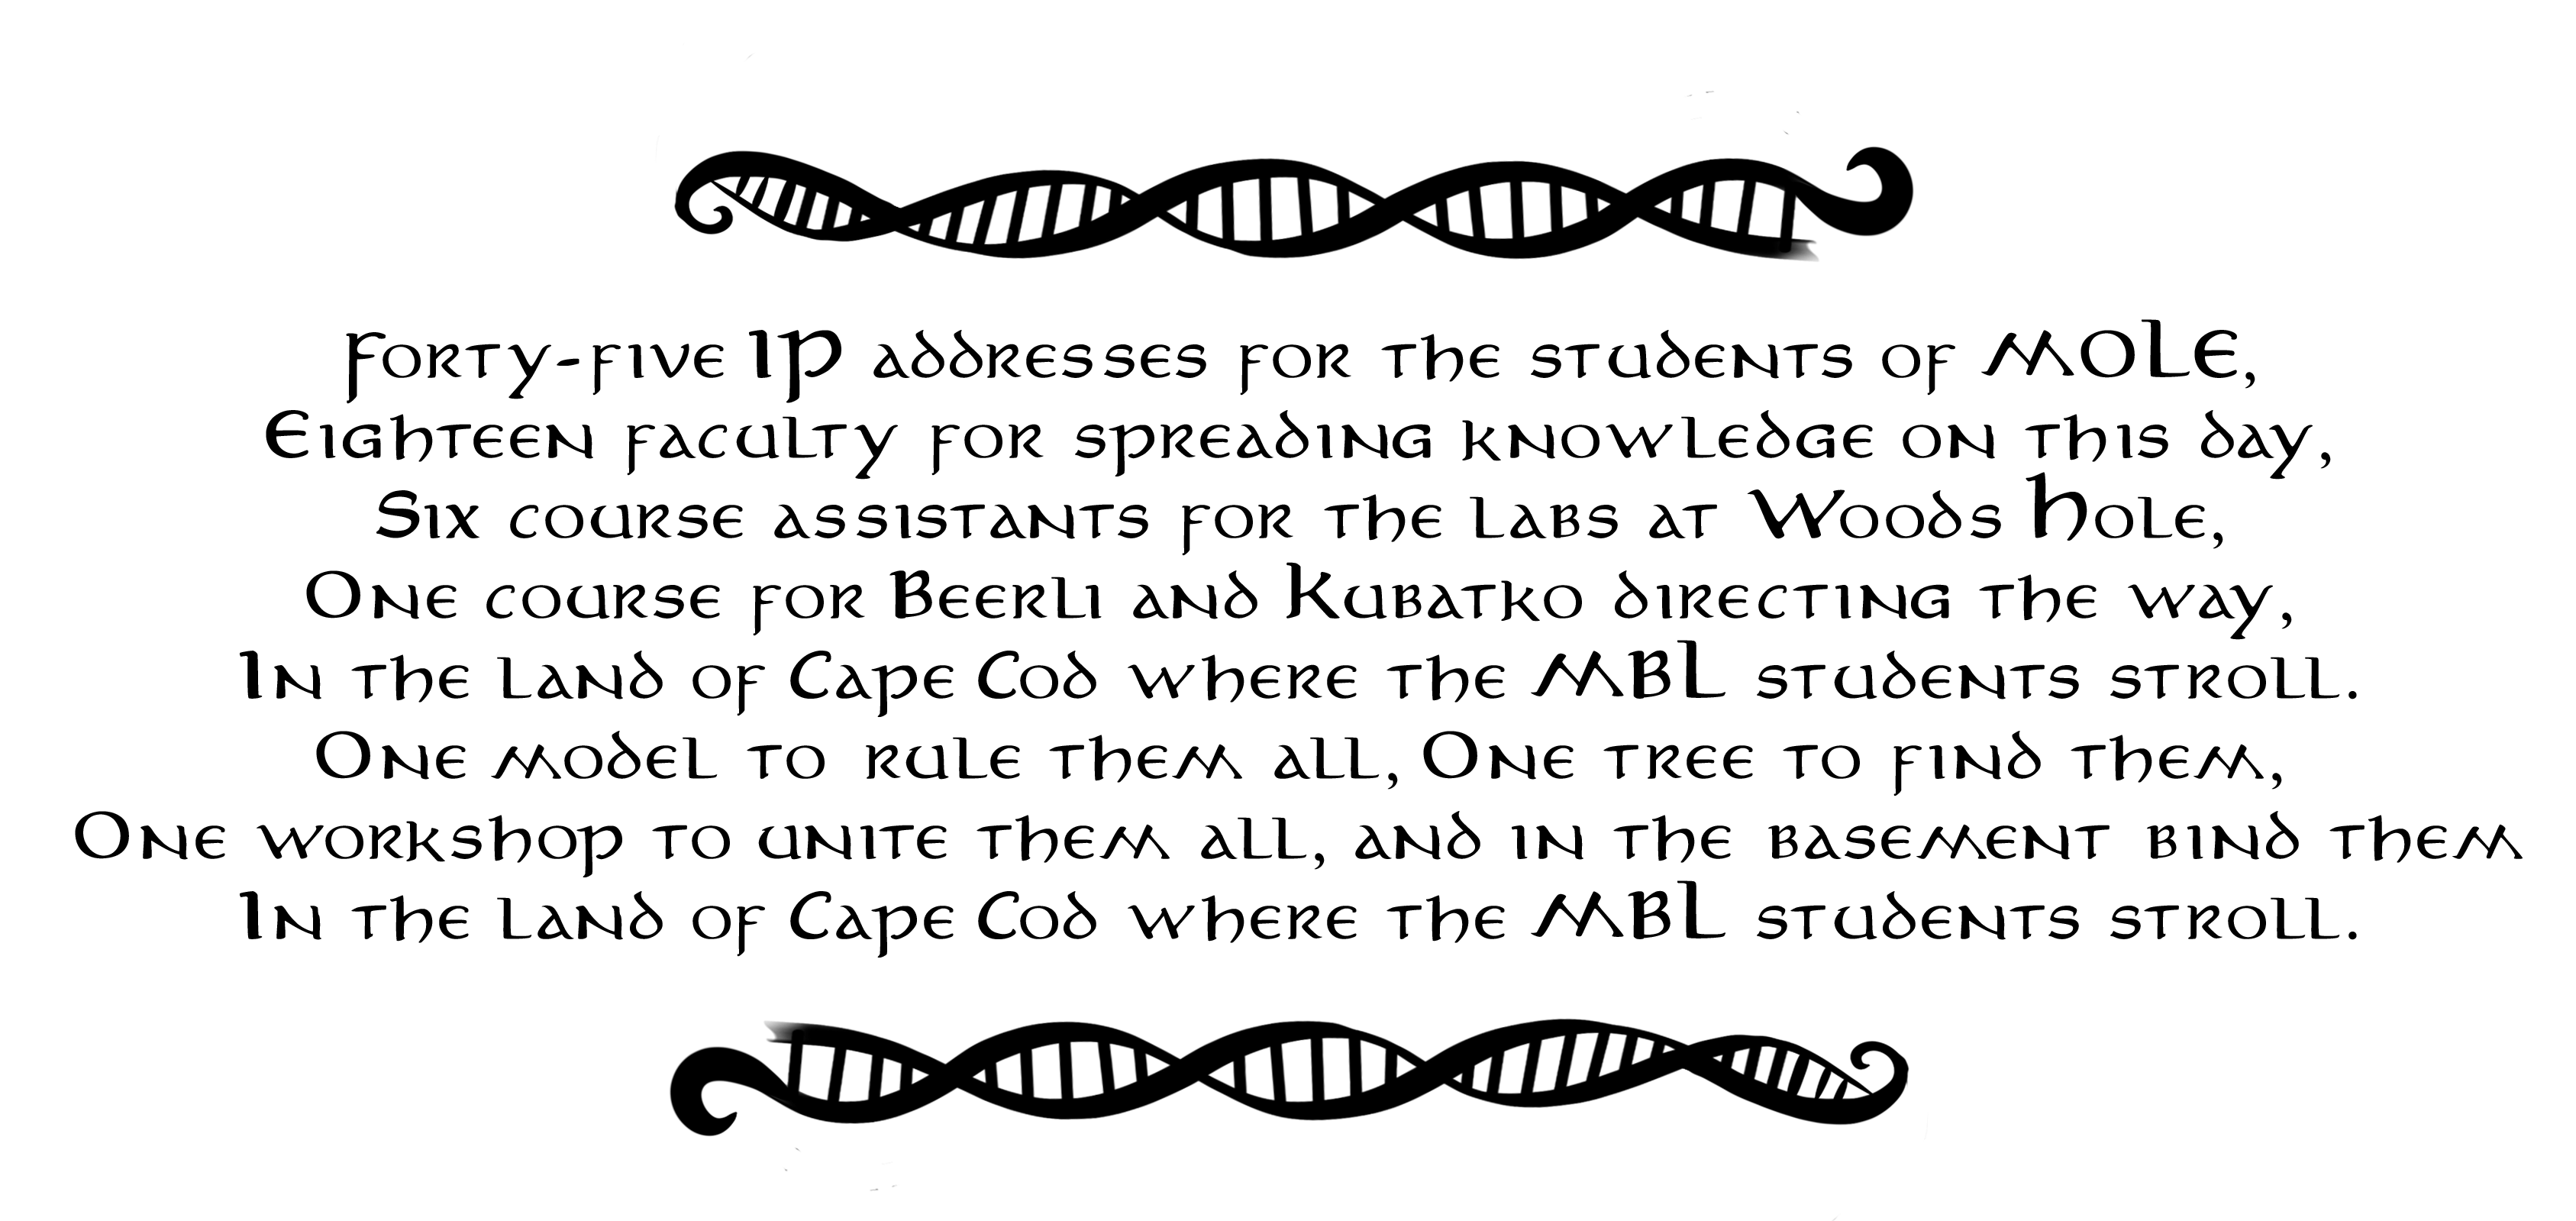 Forty-five IP addresses for the students of MOLE,
Eighteen faculty for spreading knowledge on this day,
Six course assistants for the labs at Woods Hole,
One course for Beerli and Kubatko directing the way,
In the land of Cape Cod where the MBL students stroll.
One model to rule them all, One tree to find them,
One workshop to unite them all, and in the basement bind them
In the land of Cape Cod where the MBL students stroll.